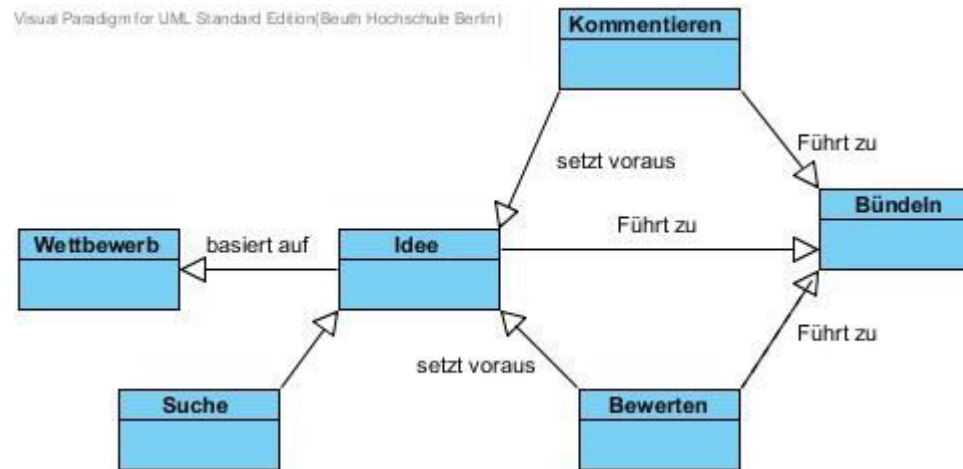 Visual Paradigm for UML Standard Edition(Beuth Hochschule Berlin)
Kommentieren
Führt zu
setzt voraus
Bündeln
Führt zu
Wettbewerb
basiert auf
Idee
Führt zu
setzt voraus
Suche
Bewerten